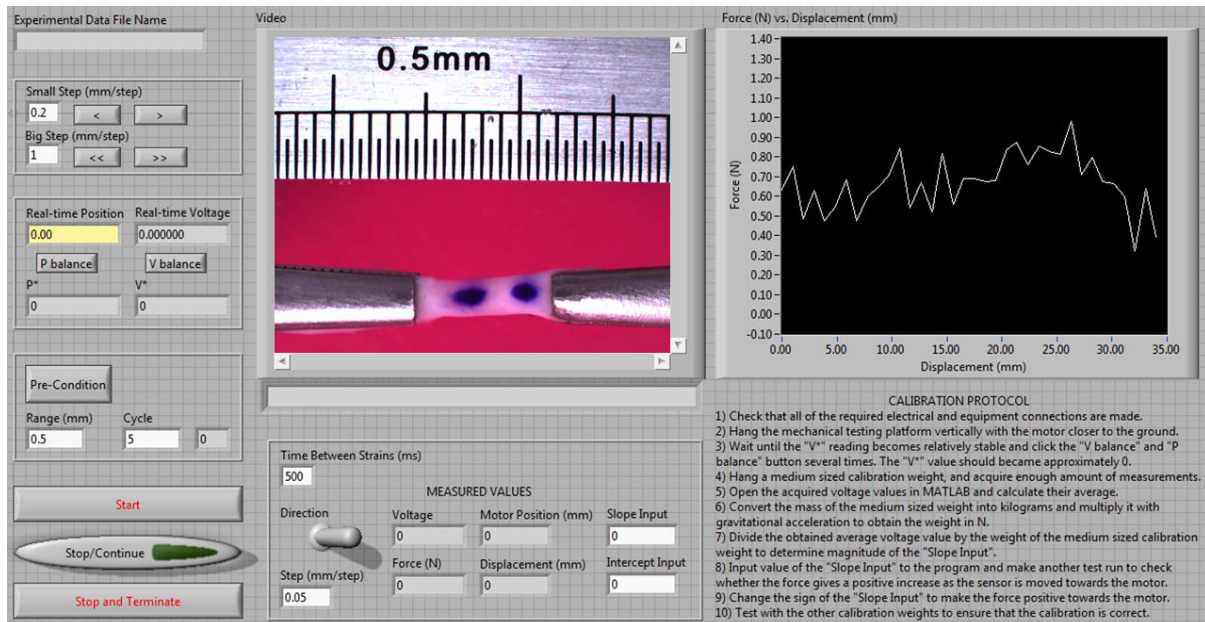 Experimental Data File Name
Small Step (mm/step)
0.2
<
>
Big Step (mm/step)
1
<<
>>
Real-time Position
Real-time Voltage
0.00
0.000000
P balance
V balance
P*
V*
0
0
Pre-Condition
Range (mm)
Cycle
0.5
5
0
Start
Stop/Continue
Stop and Terminate
Video
0.5mm
Time Between Strains (ms)
500
MEASURED VALUES
Direction
Voltage
Motor Position (mm)
Slope Input
0
0
0
Step (mm/step)
Force (N)
Displacement (mm)
Intercept Input
0.05
0
0
0
Force (N) vs. Displacement (mm)
Force (N)
1.40
1.30
1.20
1.10
1.00
0.90
0.80
0.70
0.60
0.50
0.40
0.30
0.20
0.10
0.00
-0.10
0.00 5.00 10.00 15.00 20.00 25.00 30.00 35.00
Displacement (mm)
CALIBRATION PROTOCOL
1) Check that all of the required electrical and equipment connections are made.
2) Hang the mechanical testing platform vertically with the motor closer to the ground.
3) Wait until the "V*" reading becomes relatively stable and click the "V balance" and "P
balance" button several times. The "V*" value should became approximately 0.
4) Hang a medium sized calibration weight, and acquire enough amount of measurements.
5) Open the acquired voltage values in MATLAB and calculate their average.
6) Convert the mass of the medium sized weight into kilograms and multiply it with
gravitational acceleration to obtain the weight in N.
7) Divide the obtained average voltage value by the weight of the medium sized calibration
weight to determine magnitude of the "Slope Input".
8) Input value of the "Slope Input" to the program and make another test run to check
whether the force gives a positive increase as the sensor is moved towards the motor.
9) Change the sign of the "Slope Input" to make the force positive towards the motor.
10) Test with the other calibration weights to ensure that the calibration is correct.